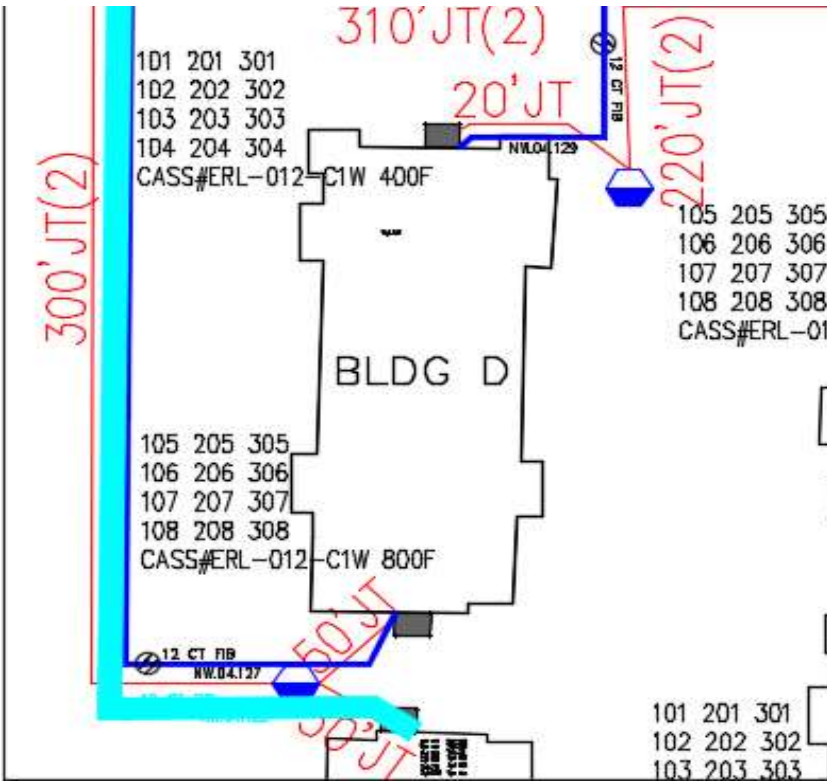 310'JT(2)
101 201 301
102 202 302
103 203 303
104 204 304
CASS#ERL-012-C1W 400F
12 CT FIB
20'JT
NW.04.129
220'JT(2)
300'JT(2)
105 205 305
106 206 306
107 207 307
108 208 308
CASS#ERL-01
BLDG D
105 205 305
106 206 306
107 207 307
108 208 308
CASS#ERL-012-C1W 800F
50'JT
12 CT FIB
NW.04.127
50'JT
101 201 301
102 202 302
103 203 303